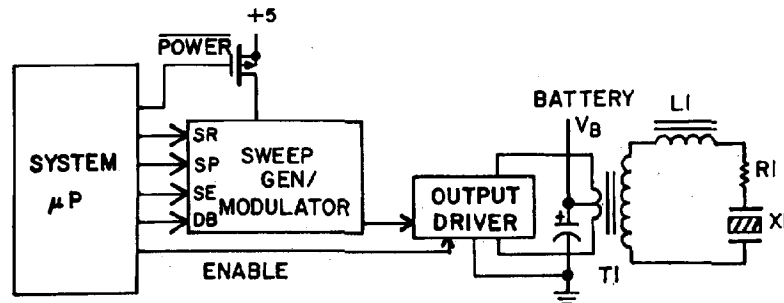 +5
POWER
BATTERY
VB
L1
R1
X1
T1
SYSTEM
μP
SR
SP
SE
DB
SWEEP
GEN/
MODULATOR
OUTPUT
DRIVER
ENABLE
+